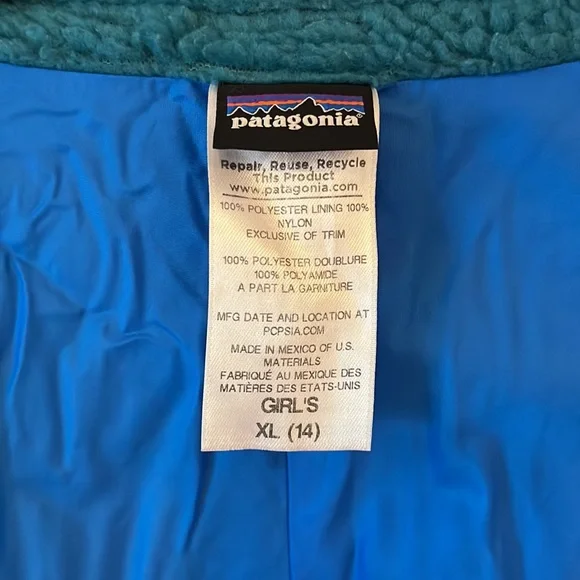 patagonia®
Repair, Reuse, Recycle
This Product
www.patagonia.com
100% POLYESTER LINING 100%
NYLON
EXCLUSIVE OF TRIM
100% POLYESTER DOUBLURE
100% POLYAMIDE
A PART LA GARNITURE
MFG DATE AND LOCATION AT
PCPSIA.COM
MADE IN MEXICO OF U.S.
MATERIALS
FABRIQUÉ AU MEXIQUE DES
MATIÈRES DES ETATS-UNIS
GIRL'S
XL (14)